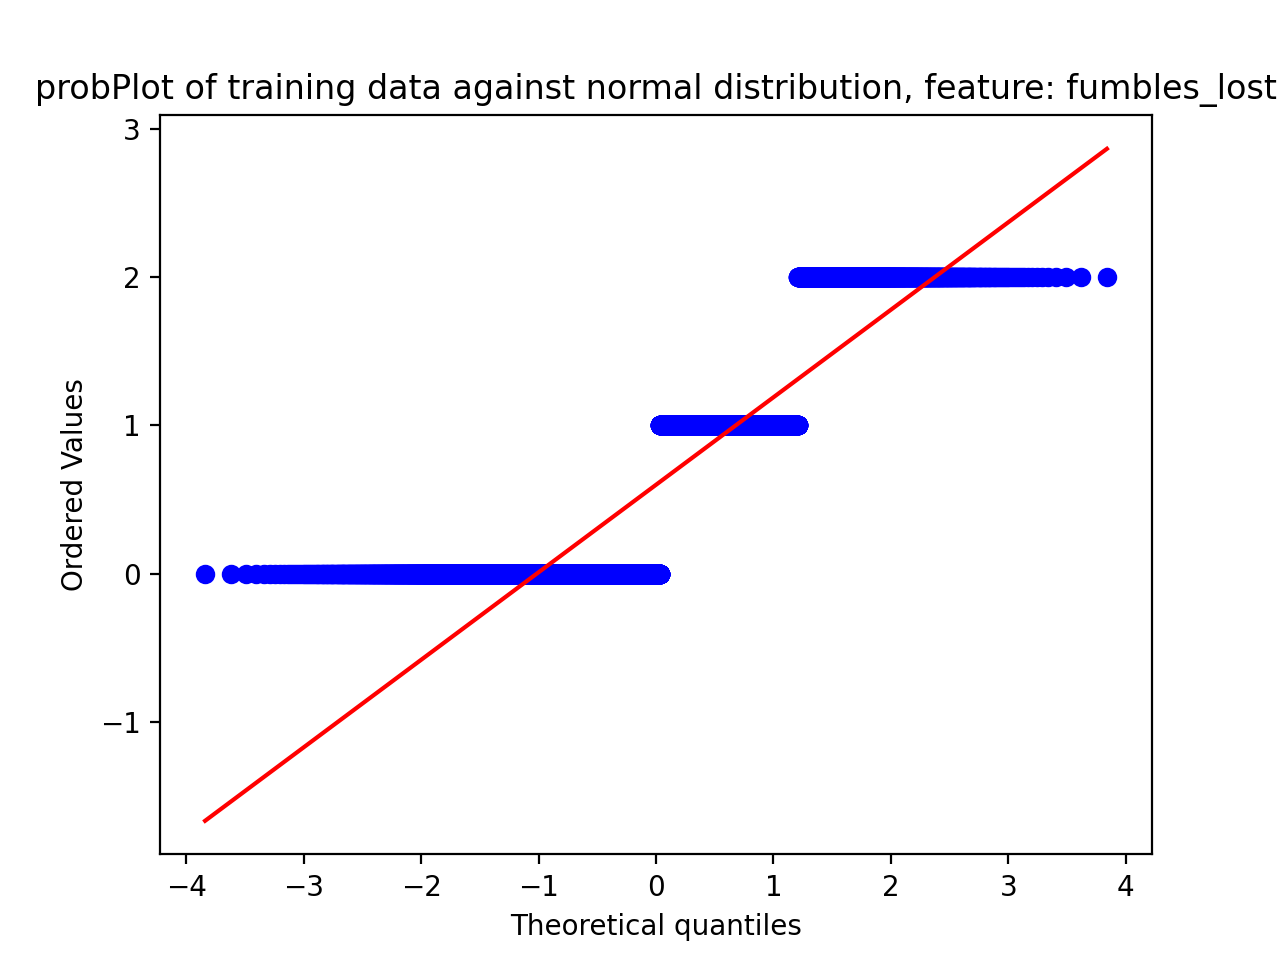 probPlot of training data against normal distribution, feature: fumbles_lost
3
2
1
0
−1
Ordered Values
−4 −3 −2 −1 0 1 2 3 4
Theoretical quantiles